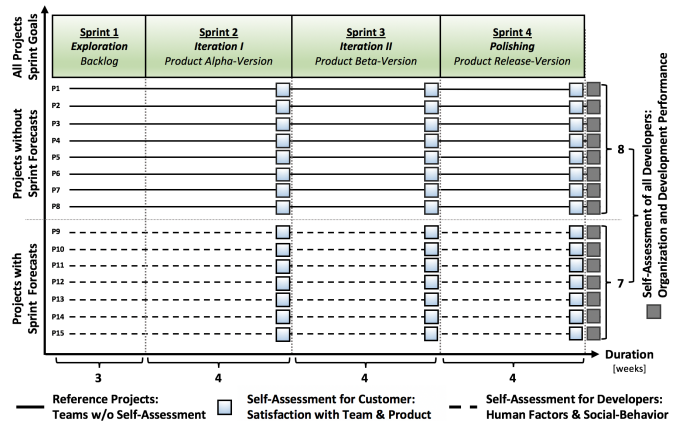 All Projects
Sprint Goals
Sprint 1
Exploration
Backlog
Sprint 2
Iteration I
Product Alpha-Version
Sprint 3
Iteration II
Product Beta-Version
Sprint 4
Polishing
Product Release-Version
Projects without
Sprint Forecasts
P1
P2
P3
P4
P5
P6
P7
P8
8
Projects with
Sprint Forecasts
P9
P10
P11
P12
P13
P14
P15
7
Self-Assessment of all Developers:
Organization and Development Performance
Duration
[weeks]
3
4
4
4
Reference Projects:
Teams w/o Self-Assessment
Self-Assessment for Customer:
Satisfaction with Team & Product
Self-Assessment for Developers:
Human Factors & Social-Behavior